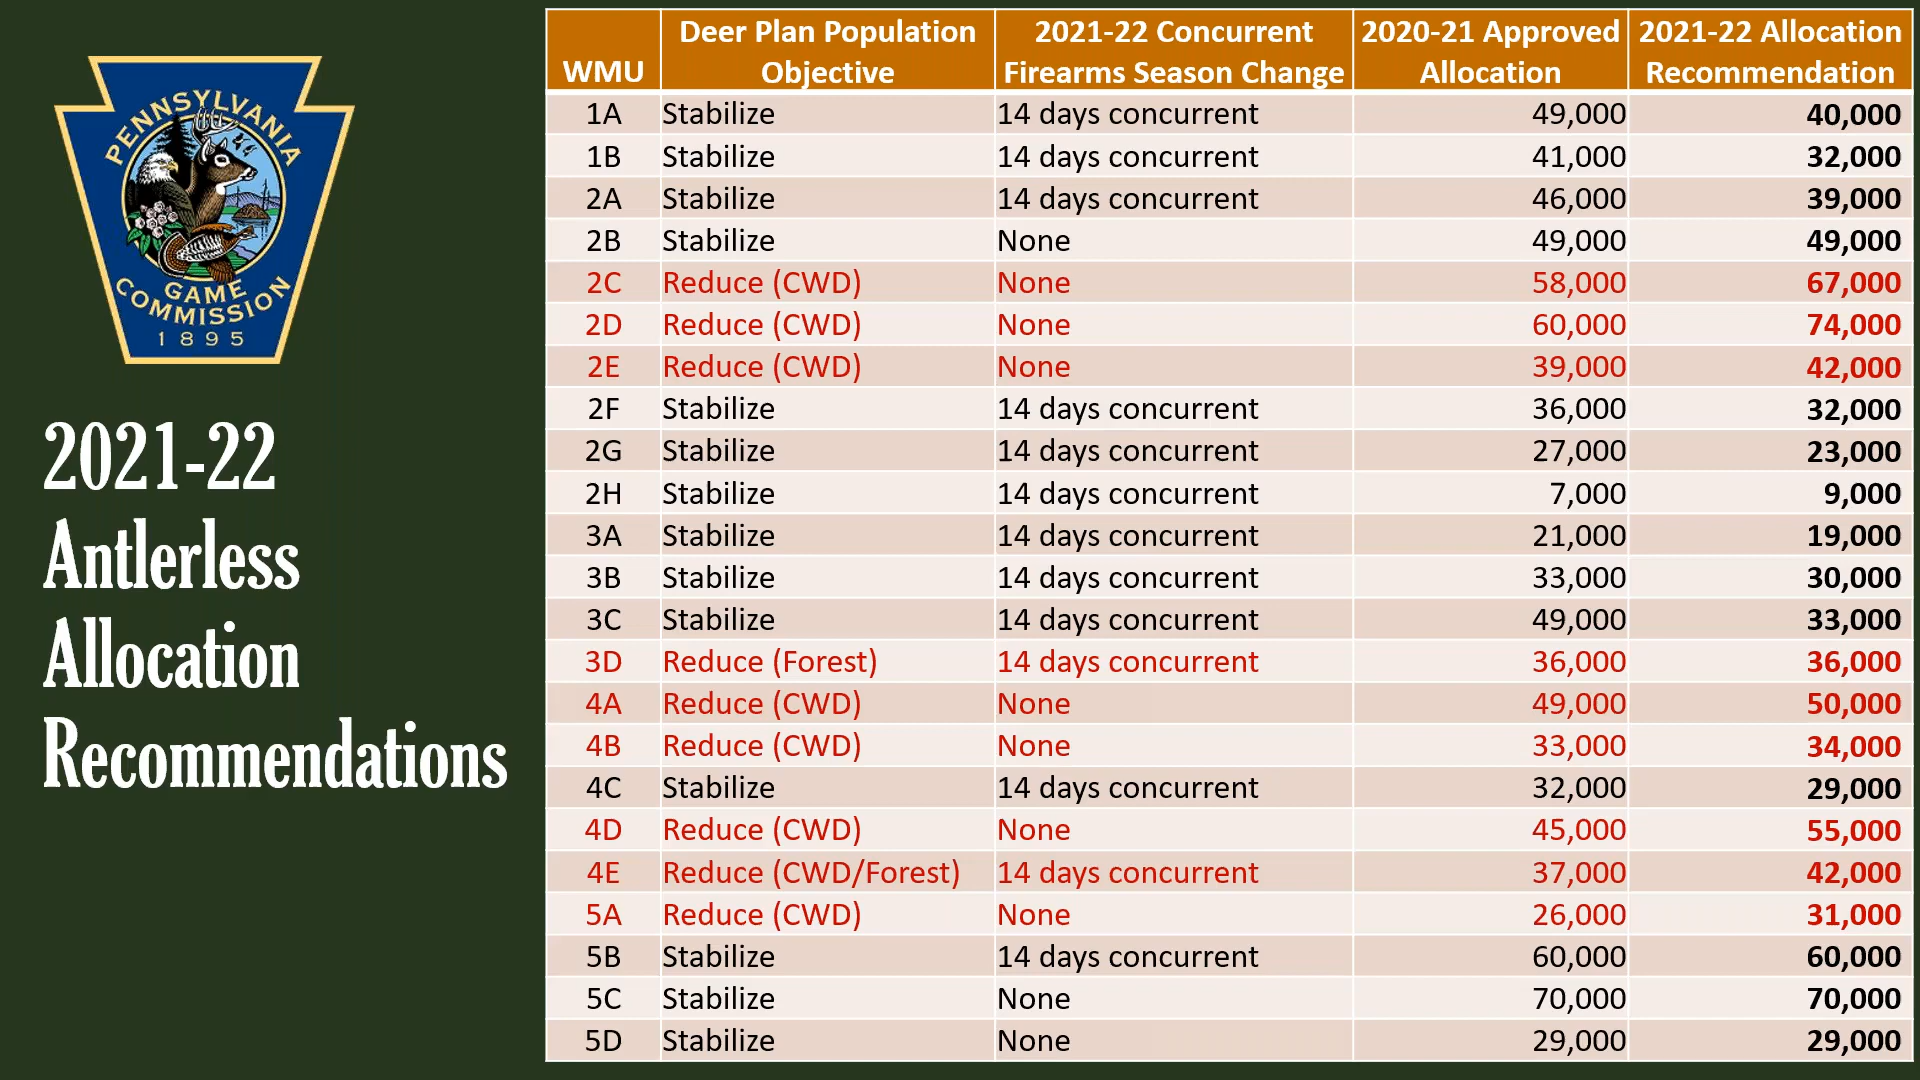 PENNSYLVANIA
GAME
COMMISSION
1895
2021-22
Antlerless
Allocation
Recommendations
WMU Deer Plan Population Objective 2021-22 Concurrent Firearms Season Change 2020-21 Approved Allocation 2021-22 Allocation Recommendation
1A Stabilize 14 days concurrent 49,000 40,000
1B Stabilize 14 days concurrent 41,000 32,000
2A Stabilize 14 days concurrent 46,000 39,000
2B Stabilize None 49,000 49,000
2C Reduce (CWD) None 58,000 67,000
2D Reduce (CWD) None 60,000 74,000
2E Reduce (CWD) None 39,000 42,000
2F Stabilize 14 days concurrent 36,000 32,000
2G Stabilize 14 days concurrent 27,000 23,000
2H Stabilize 14 days concurrent 7,000 9,000
3A Stabilize 14 days concurrent 21,000 19,000
3B Stabilize 14 days concurrent 33,000 30,000
3C Stabilize 14 days concurrent 49,000 33,000
3D Reduce (Forest) 14 days concurrent 36,000 36,000
4A Reduce (CWD) None 49,000 50,000
4B Reduce (CWD) None 33,000 34,000
4C Stabilize 14 days concurrent 32,000 29,000
4D Reduce (CWD) None 45,000 55,000
4E Reduce (CWD/Forest) 14 days concurrent 37,000 42,000
5A Reduce (CWD) None 26,000 31,000
5B Stabilize 14 days concurrent 60,000 60,000
5C Stabilize None 70,000 70,000
5D Stabilize None 29,000 29,000